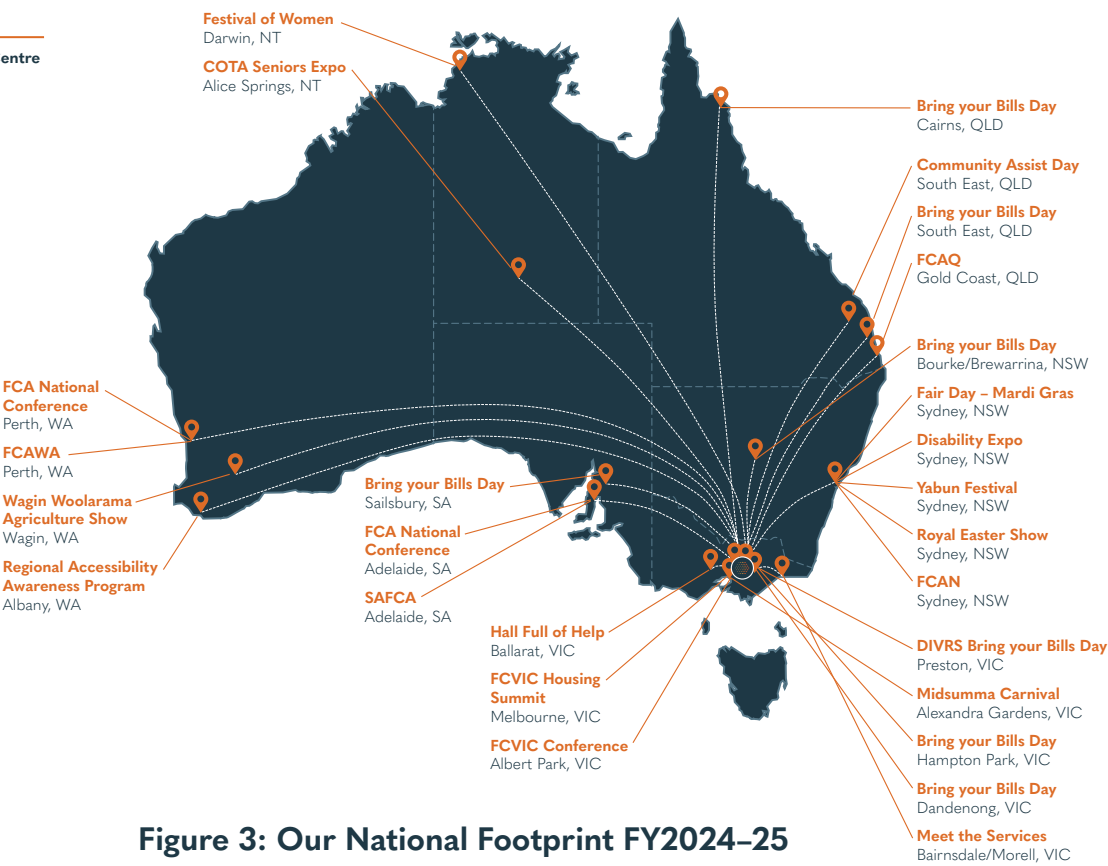 entre
Festival of Women
Darwin, NT
COTA Seniors Expo
Alice Springs, NT
Bring your Bills Day
Cairns, QLD
Community Assist Day
South East, QLD
Bring your Bills Day
South East, QLD
FCAQ
Gold Coast, QLD
Bring your Bills Day
Bourke/Brewarrina, NSW
Fair Day – Mardi Gras
Sydney, NSW
Disability Expo
Sydney, NSW
Yabun Festival
Sydney, NSW
Royal Easter Show
Sydney, NSW
FCAN
Sydney, NSW
FCA National
Conference
Perth, WA
FCAWA
Perth, WA
Wagin Woolarama
Agriculture Show
Wagin, WA
Regional Accessibility
Awareness Program
Albany, WA
Bring your Bills Day
Sailsbury, SA
FCA National
Conference
Adelaide, SA
SAFCA
Adelaide, SA
Hall Full of Help
Ballarat, VIC
FCVIC Housing
Summit
Melbourne, VIC
FCVIC Conference
Albert Park, VIC
DIVRS Bring your Bills Day
Preston, VIC
Midsumma Carnival
Alexandra Gardens, VIC
Bring your Bills Day
Hampton Park, VIC
Bring your Bills Day
Dandenong, VIC
Meet the Services
Bairnsdale/Morell, VIC
Figure 3: Our National Footprint FY2024–25